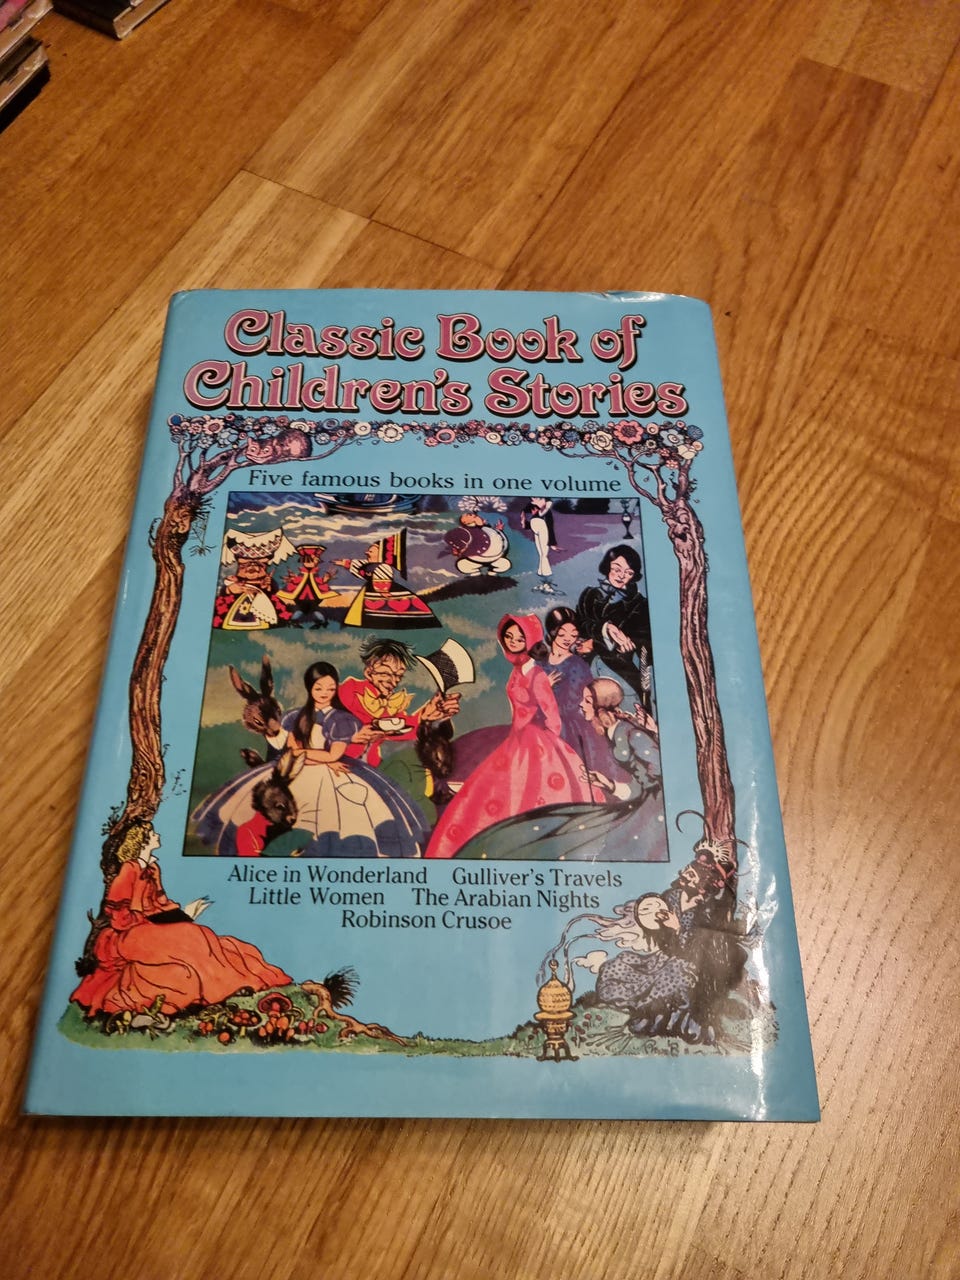 Classic Book of
Children's Stories
Five famous books in one volume
Alice in Wonderland Gulliver's Travels
Little Women The Arabian Nights
Robinson Crusoe